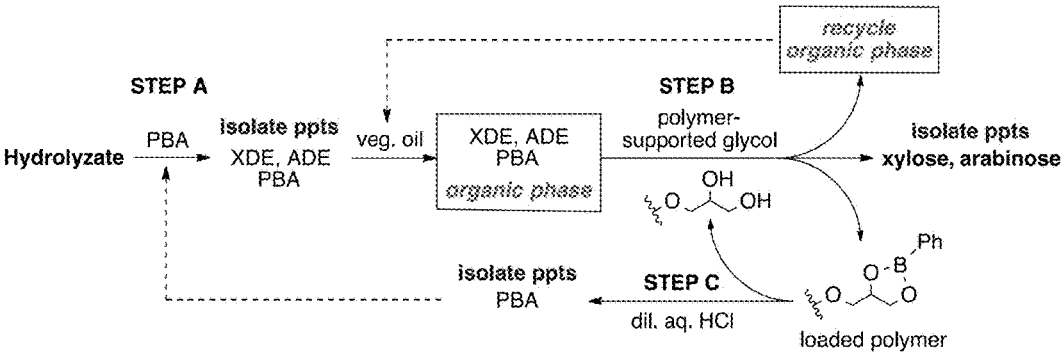 recycle
organic phase
STEP A
STEP B
PBA
isolate ppts
XDE, ADE
PBA
veg. oil
XDE, ADE
PBA
organic phase
polymer-
supported glycol
isolate ppts
xylose, arabinose
Hydrolyzate
O
OH
OH
isolate ppts
PBA
STEP C
dil. aq. HCl
O
O
B
Ph
O
loaded polymer